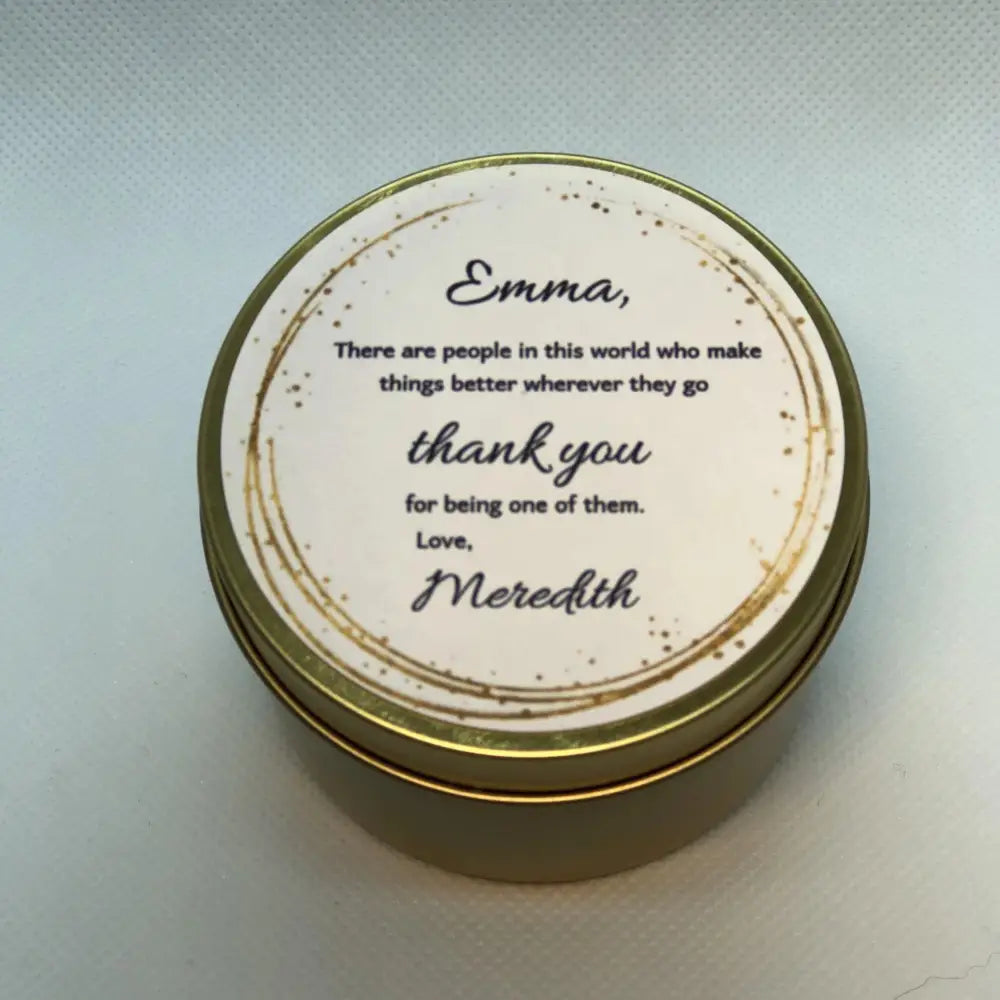 Emma,
There are people in this world who make
things better wherever they go
thank you
for being one of them.
Love,
Meredith